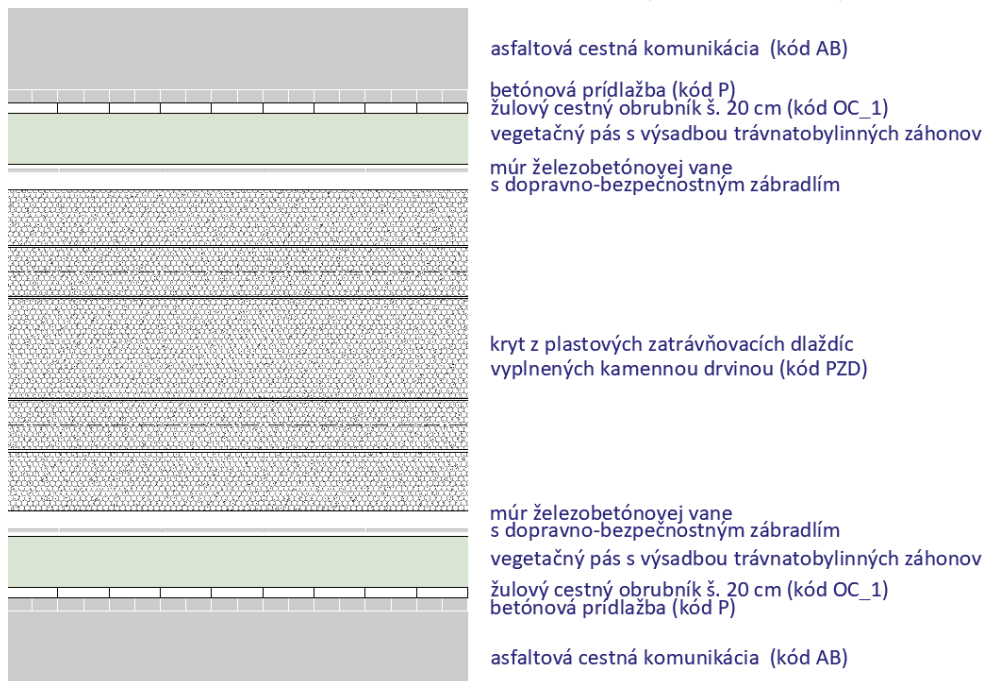 asfaltová cestná komunikácia (kód AB)
betónová prídlažba (kód P)
žulový cestný obrubník š. 20 cm (kód OC_1)
vegetačný pás s výsadbou trávnatobylinných záhonov
múr železobetónovej vane
s dopravno-bezpečnostným zábradlím
kryt z plastových zatrávňovacích dlaždíc
vyplnených kamennou drvinou (kód PZD)
múr železobetónovej vane
s dopravno-bezpečnostným zábradlím
vegetačný pás s výsadbou trávnatobylinných záhonov
žulový cestný obrubník š. 20 cm (kód OC_1)
betónová prídlažba (kód P)
asfaltová cestná komunikácia (kód AB)